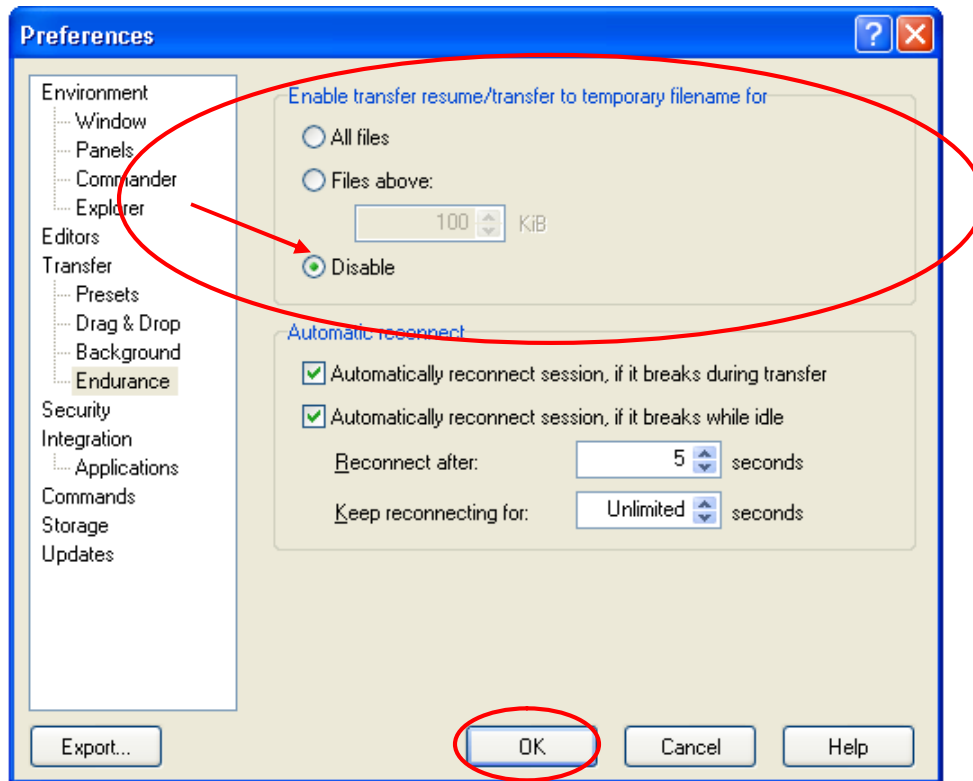 Preferences
Environment
Window
Panels
Commander
Explorer
Editors
Transfer
Presets
Drag & Drop
Background
Endurance
Security
Integration
Applications
Commands
Storage
Updates
Enable transfer resume/transfer to temporary filename for
All files
Files above:
100 KiB
Disable
Automatic reconnect
Automatically reconnect session, if it breaks during transfer
Automatically reconnect session, if it breaks while idle
Reconnect after: 5 seconds
Keep reconnecting for: Unlimited seconds
Export... OK Cancel Help